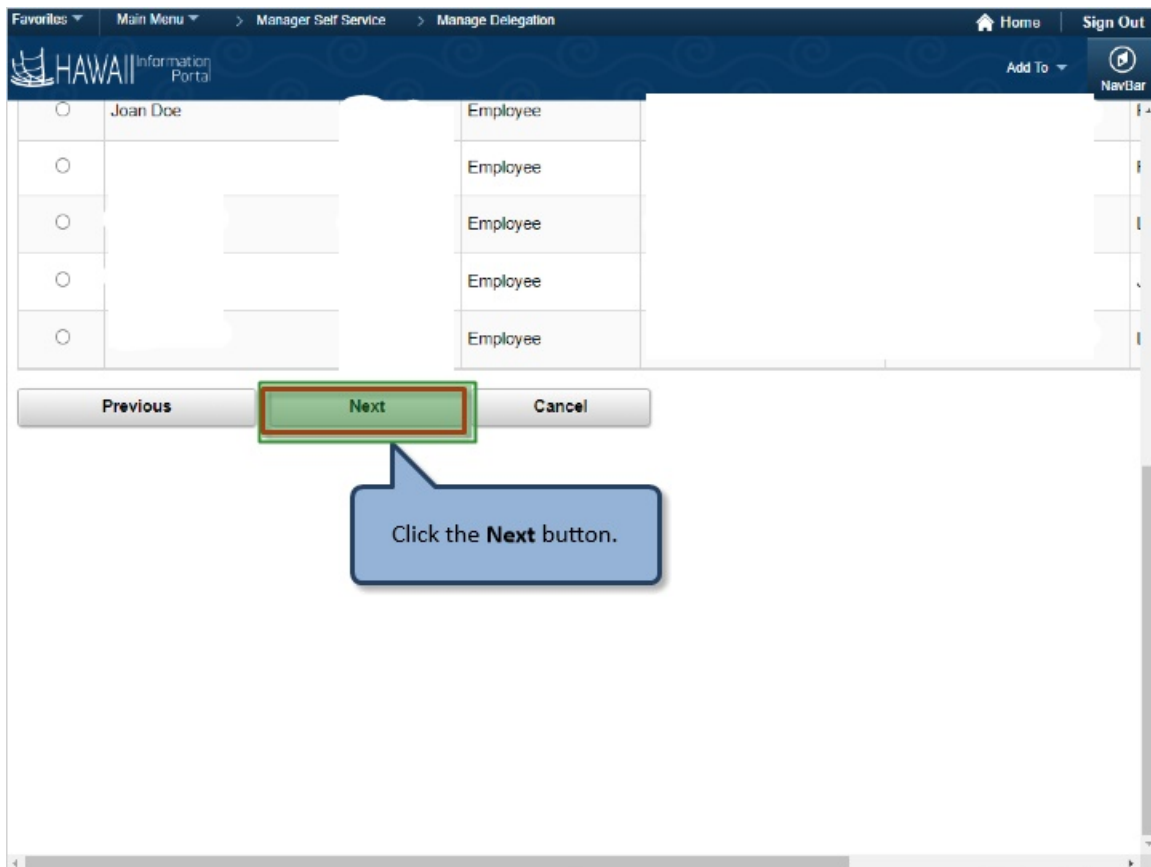 Favorites Main Menu > Manager Self Service > Manage Delegation Home Sign Out
HAWAII Information Portal Add To NavBar
Joan Doe Employee
Employee
Employee
Employee
Employee
Previous Next Cancel
Click the Next button.